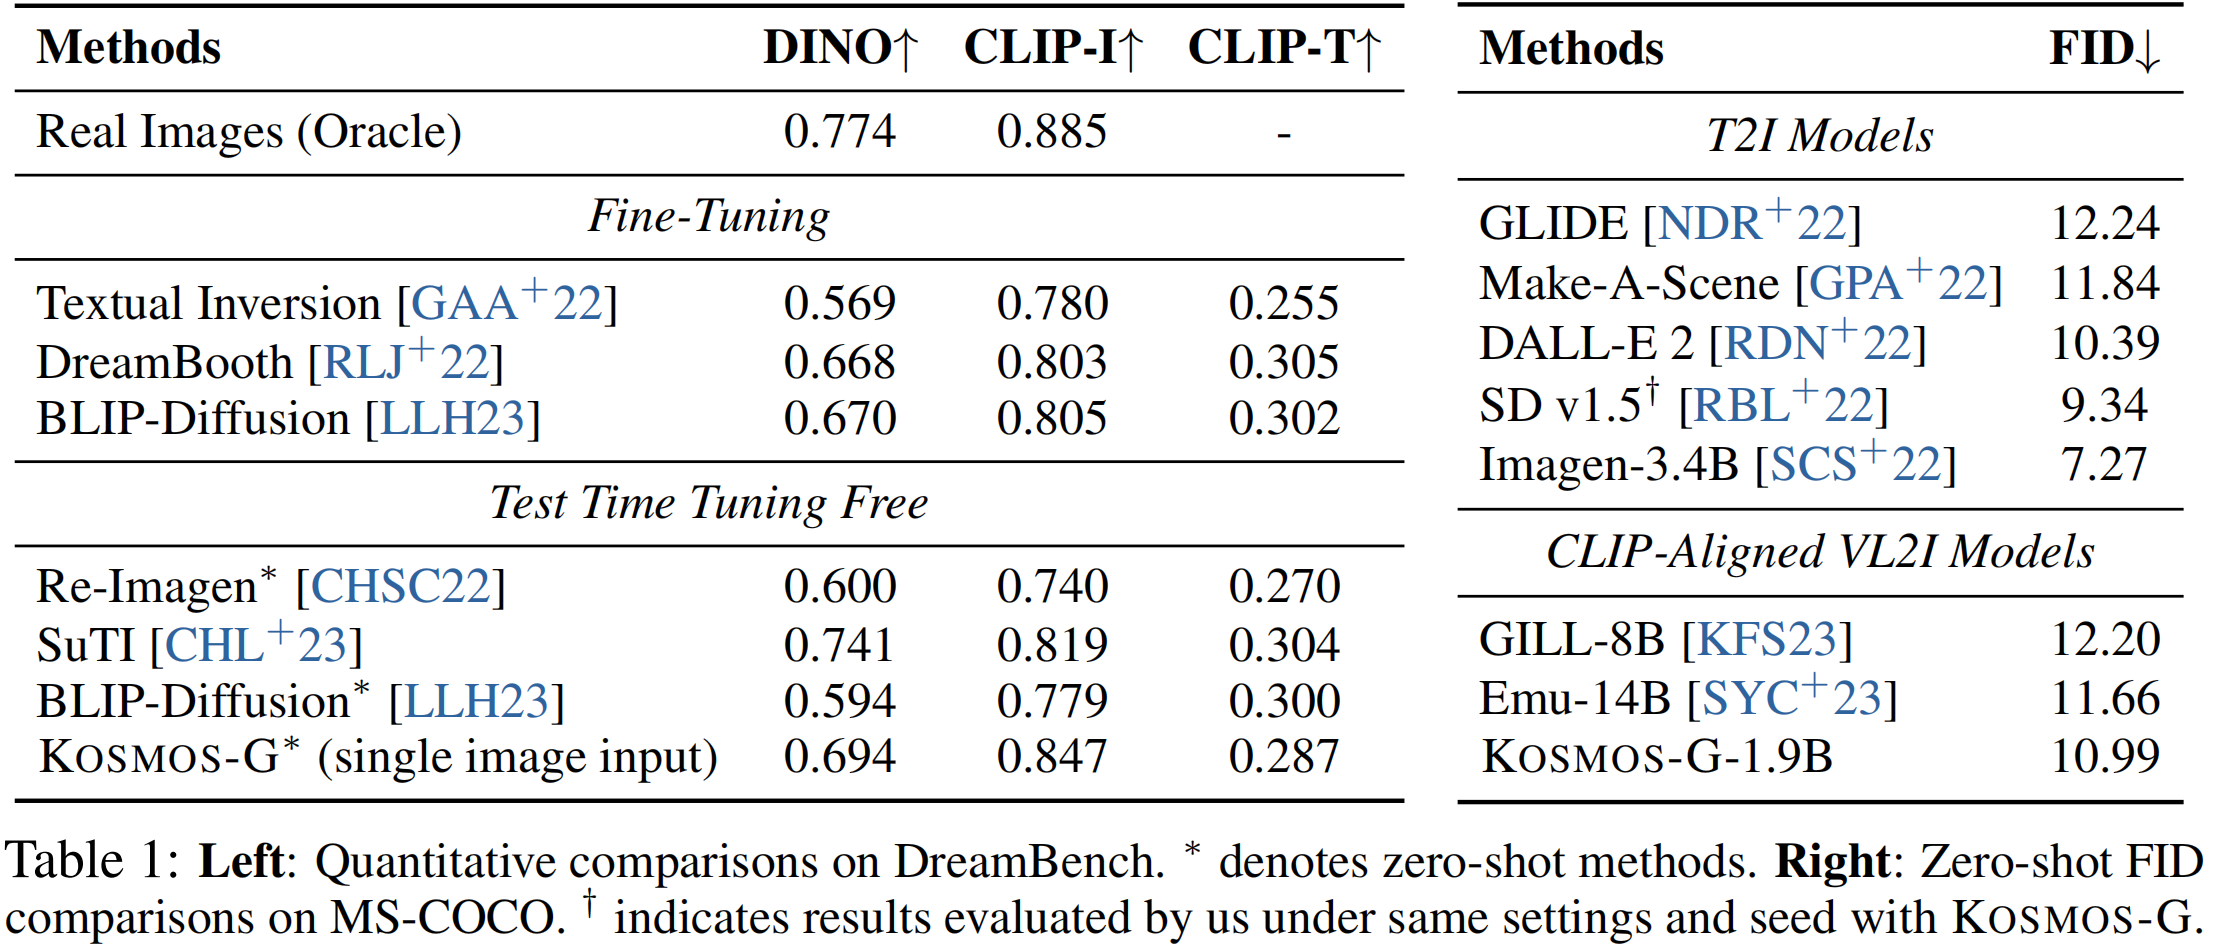 Methods DINO↑ CLIP-I↑ CLIP-T↑
Real Images (Oracle) 0.774 0.885 -
Fine-Tuning
Textual Inversion [GAA+22] 0.569 0.780 0.255
DreamBooth [RLJ+22] 0.668 0.803 0.305
BLIP-Diffusion [LLH23] 0.670 0.805 0.302
Test Time Tuning Free
Re-Imagen* [CHSC22] 0.600 0.740 0.270
SuTI [CHL+23] 0.741 0.819 0.304
BLIP-Diffusion* [LLH23] 0.594 0.779 0.300
KOSMOS-G* (single image input) 0.694 0.847 0.287
Methods FID↓
T2I Models
GLIDE [NDR+22] 12.24
Make-A-Scene [GPA+22] 11.84
DALL-E 2 [RDN+22] 10.39
SD v1.5† [RBL+22] 9.34
Imagen-3.4B [SCS+22] 7.27
CLIP-Aligned VL2I Models
GILL-8B [KFS23] 12.20
Emu-14B [SYC+23] 11.66
KOSMOS-G-1.9B 10.99
Table 1: Left: Quantitative comparisons on DreamBench. * denotes zero-shot methods. Right: Zero-shot FID
comparisons on MS-COCO. † indicates results evaluated by us under same settings and seed with KOSMOS-G.